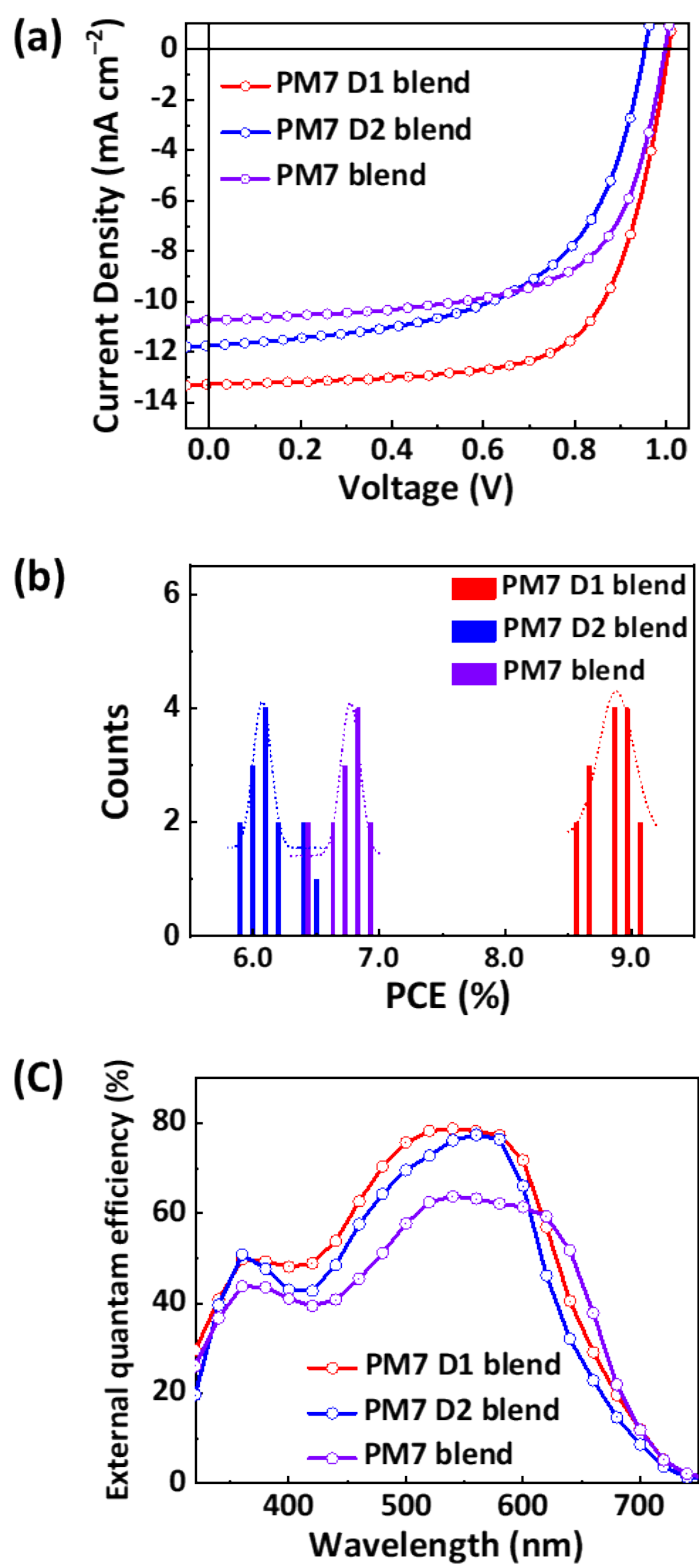 (a)
Current Density (mA cm⁻²)
0
-2
-4
-6
-8
-10
-12
-14
PM7 D1 blend
PM7 D2 blend
PM7 blend
0.0 0.2 0.4 0.6 0.8 1.0
Voltage (V)
(b)
Counts
6
4
2
0
PM7 D1 blend
PM7 D2 blend
PM7 blend
6.0 7.0 8.0 9.0
PCE (%)
(C)
External quantam efficiency (%)
80
60
40
20
0
PM7 D1 blend
PM7 D2 blend
PM7 blend
400 500 600 700
Wavelength (nm)